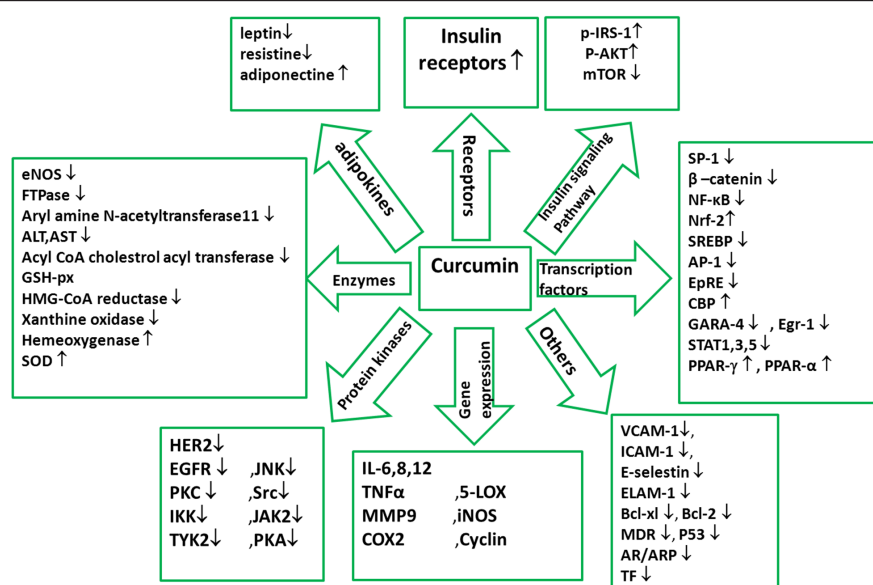 leptin↓
resistine↓
adiponectine ↑
Insulin
receptors ↑
p-IRS-1↑
P-AKT↑
mTOR ↓
adipokines
Receptors
Insulin signaling
Pathway
eNOS ↓
FTPase ↓
Aryl amine N-acetyltransferase11 ↓
ALT,AST ↓
Acyl CoA cholestrol acyl transferase ↓
GSH-px
HMG-CoA reductase ↓
Xanthine oxidase ↓
Hemeoxygenase ↑
SOD ↑
Enzymes
Curcumin
Transcription
factors
SP-1 ↓
β –catenin ↓
NF-κB ↓
Nrf-2↑
SREBP ↓
AP-1 ↓
EpRE ↓
CBP ↑
GARA-4 ↓ , Egr-1 ↓
STAT1,3,5 ↓
PPAR-γ ↑ , PPAR-α ↑
Protein kinases
Gene
expression
Others
HER2↓
EGFR ↓ ,JNK↓
PKC ↓ ,Src↓
IKK↓ ,JAK2↓
TYK2↓ ,PKA↓
IL-6,8,12
TNFα ,5-LOX
MMP9 ,iNOS
COX2 ,Cyclin
VCAM-1↓,
ICAM-1 ↓,
E-selestin ↓
ELAM-1 ↓
Bcl-xl ↓, Bcl-2 ↓
MDR ↓, P53 ↓
AR/ARP ↓
TF ↓